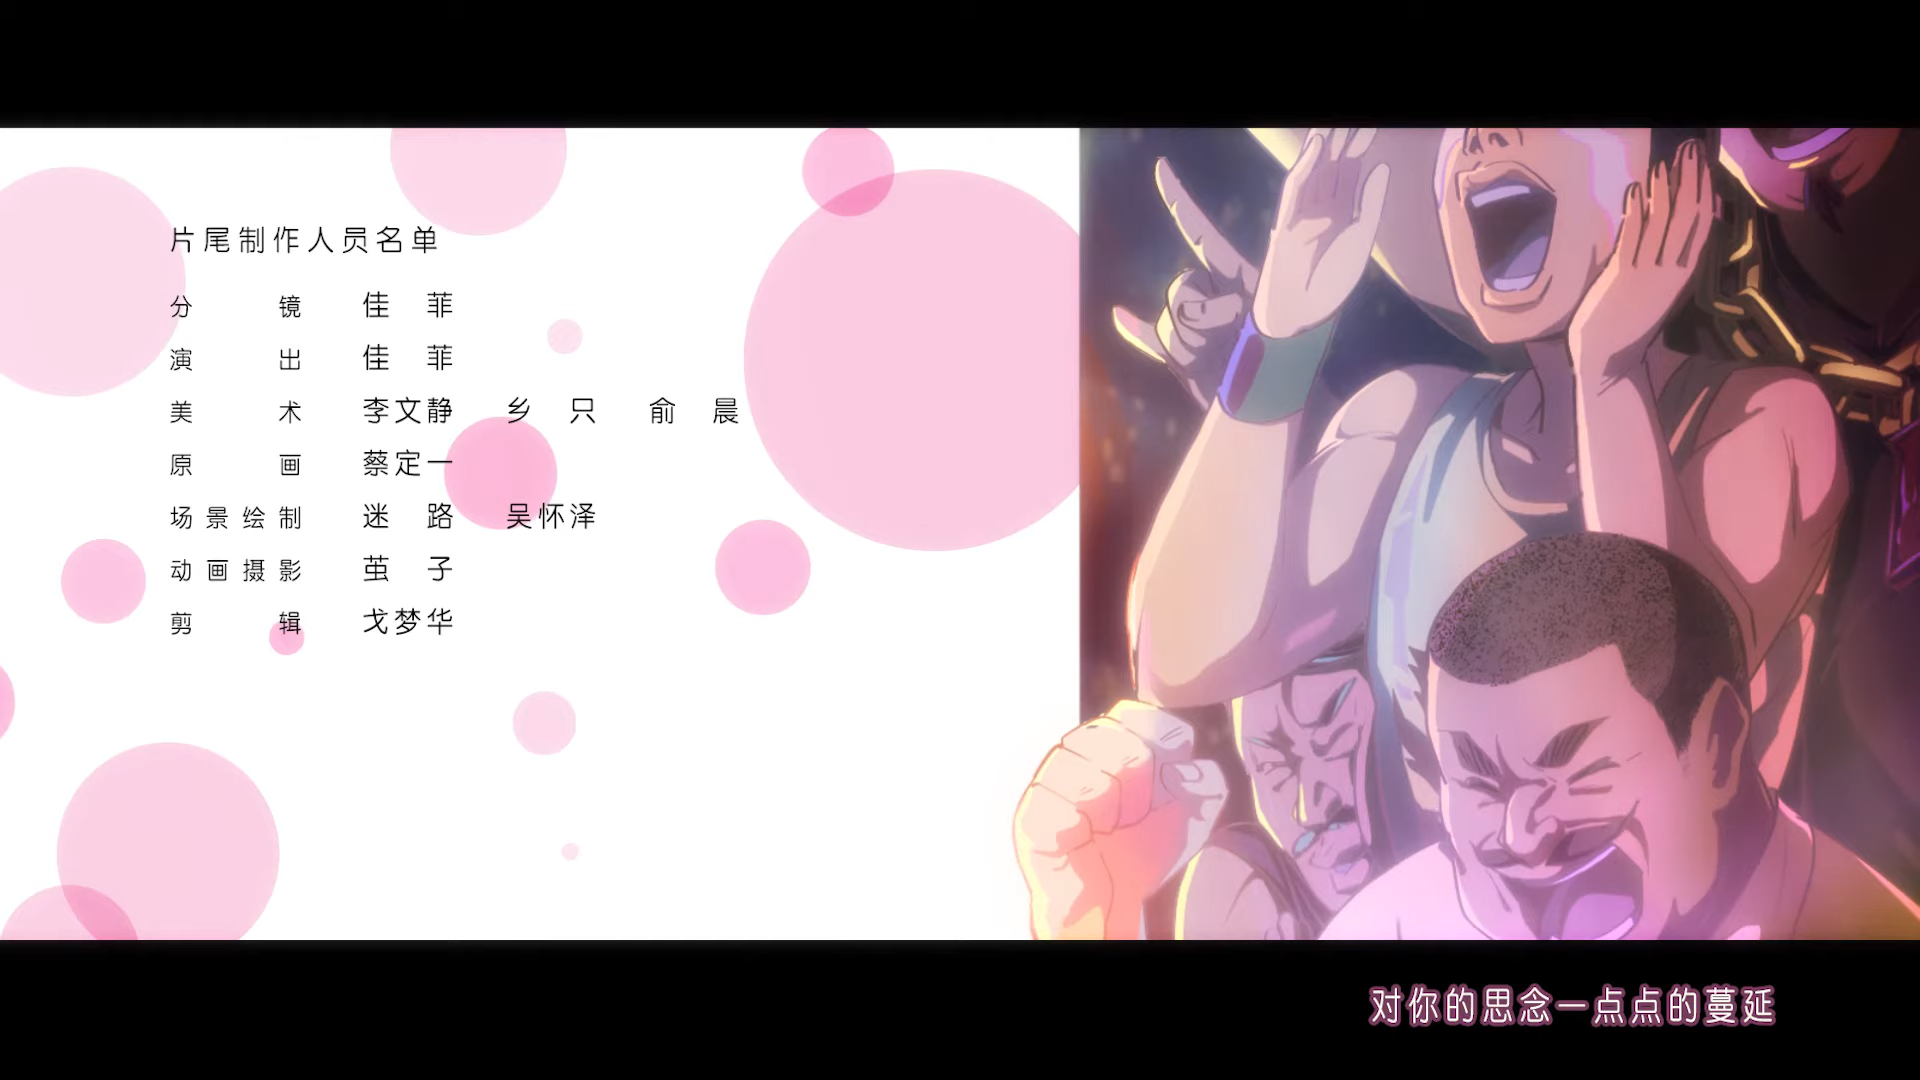 片尾制作人员名单
分镜 佳菲
演出 佳菲
美术 李文静 乡只 俞晨
原画 蔡定一
场景绘制 迷路 吴怀泽
动画摄影 茧子
剪辑 戈梦华
对你的思念一点点的蔓延